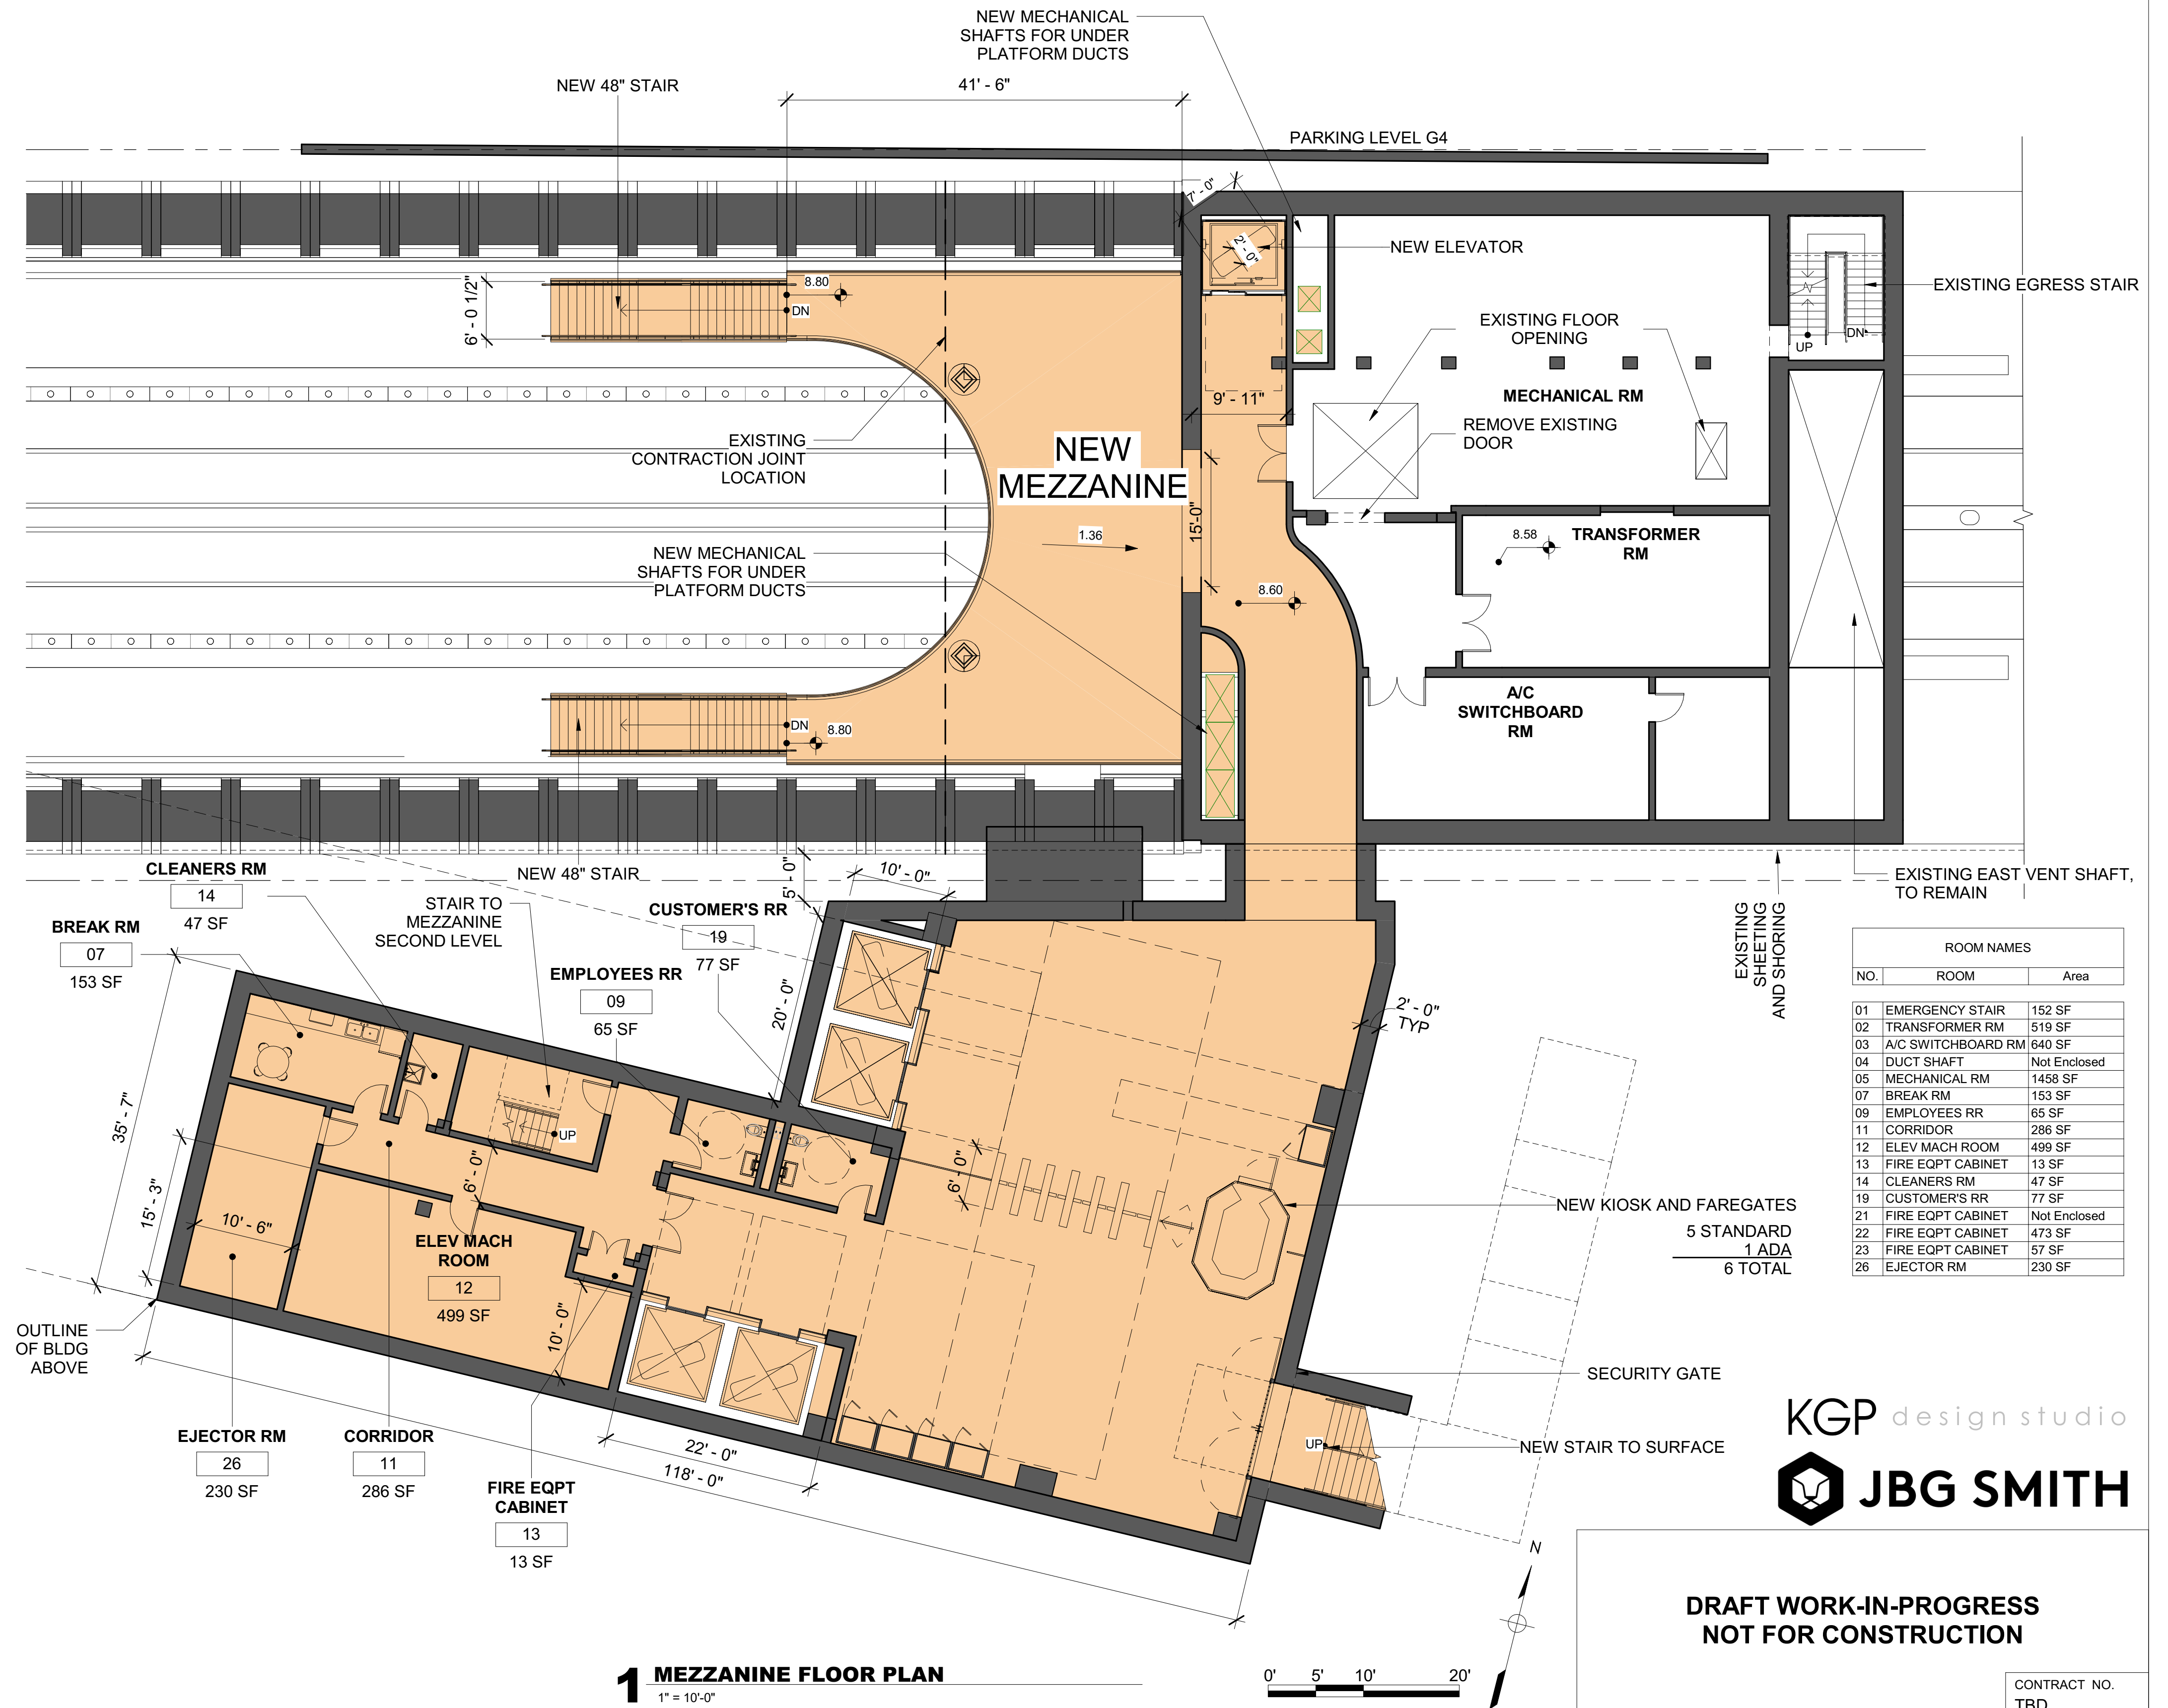 NEW MECHANICAL
SHAFTS FOR UNDER
PLATFORM DUCTS
NEW 48" STAIR
41' - 6"
PARKING LEVEL G4
7' - 0"
2' - 0"
NEW ELEVATOR
EXISTING EGRESS STAIR
6' - 0 1/2"
8.80
DN
EXISTING FLOOR
OPENING
UP
DN
MECHANICAL RM
9' - 11"
REMOVE EXISTING
DOOR
EXISTING
CONTRACTION JOINT
LOCATION
NEW
MEZZANINE
15'-0"
1.36
8.58
TRANSFORMER
RM
NEW MECHANICAL
SHAFTS FOR UNDER
PLATFORM DUCTS
8.60
A/C
SWITCHBOARD
RM
DN
8.80
NEW 48" STAIR
5' - 0"
10' - 0"
EXISTING EAST VENT SHAFT,
TO REMAIN
EXISTING
SHEETING
AND SHORING
CLEANERS RM
14
47 SF
BREAK RM
07
153 SF
STAIR TO
MEZZANINE
SECOND LEVEL
CUSTOMER'S RR
19
77 SF
EMPLOYEES RR
09
65 SF
20' - 0"
2' - 0"
TYP
ROOM NAMES
NO. ROOM Area
01 EMERGENCY STAIR 152 SF
02 TRANSFORMER RM 519 SF
03 A/C SWITCHBOARD RM 640 SF
04 DUCT SHAFT Not Enclosed
05 MECHANICAL RM 1458 SF
07 BREAK RM 153 SF
09 EMPLOYEES RR 65 SF
11 CORRIDOR 286 SF
12 ELEV MACH ROOM 499 SF
13 FIRE EQPT CABINET 13 SF
14 CLEANERS RM 47 SF
19 CUSTOMER'S RR 77 SF
21 FIRE EQPT CABINET Not Enclosed
22 FIRE EQPT CABINET 473 SF
23 FIRE EQPT CABINET 57 SF
26 EJECTOR RM 230 SF
35' - 7"
15' - 3"
10' - 6"
UP
6' - 0"
6' - 0"
ELEV MACH
ROOM
12
499 SF
10' - 0"
NEW KIOSK AND FAREGATES
5 STANDARD
1 ADA
6 TOTAL
OUTLINE
OF BLDG
ABOVE
SECURITY GATE
UP
NEW STAIR TO SURFACE
EJECTOR RM
26
230 SF
CORRIDOR
11
286 SF
FIRE EQPT
CABINET
13
13 SF
22' - 0"
118' - 0"
KGP design studio
JBG SMITH
N
DRAFT WORK-IN-PROGRESS
NOT FOR CONSTRUCTION
1 MEZZANINE FLOOR PLAN
1" = 10'-0"
0' 5' 10' 20'
CONTRACT NO.
TBD